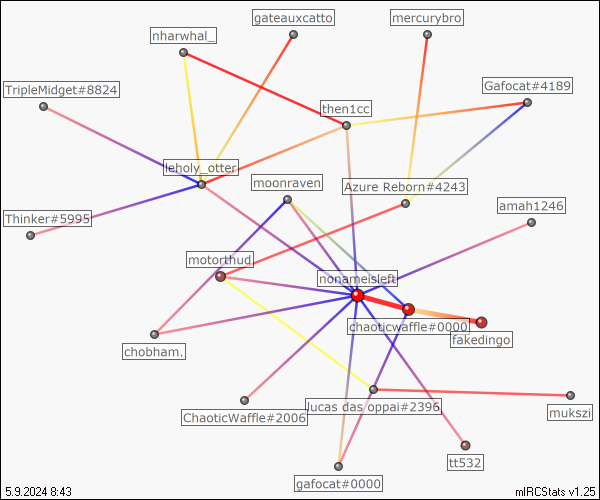 gateauxcatto
mercurybro
nharwhal_
TripleMidget#8824
Gafocat#4189
then1cc
leholy_otter
moonraven
Azure Reborn#4243
Thinker#5995
amah1246
motorthud
nonameisleft
chaoticwaffle#0000
fakedingo
chobham.
ChaoticWaffle#2006
lucas das oppai#2396
mukszi
tt532
gafocat#0000
5.9.2024 8:43
mIRCStats v1.25